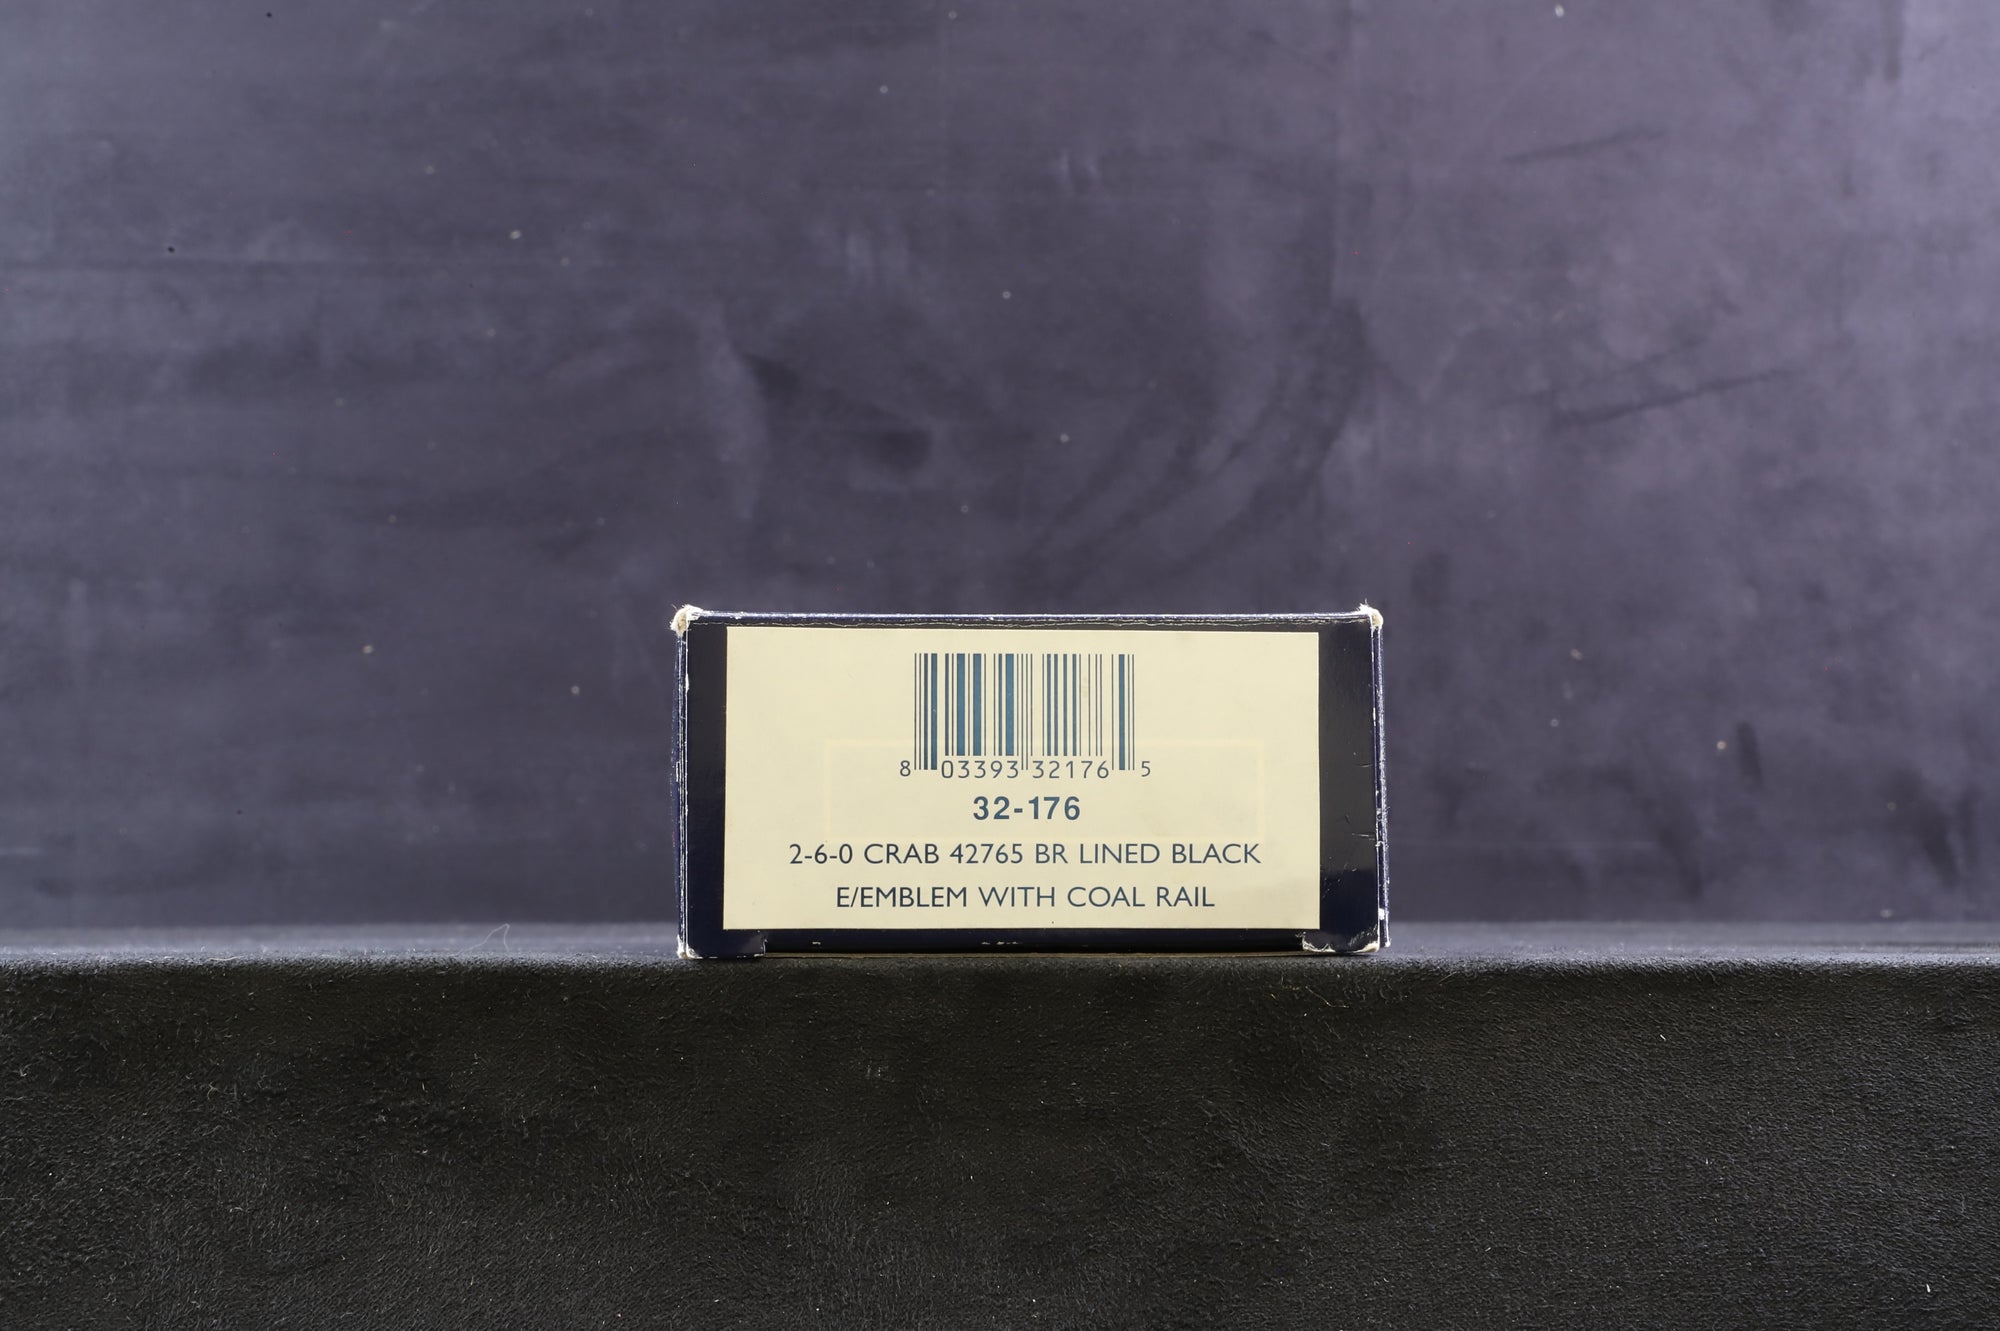 8 03393 32176 5
32-176
2-6-0 CRAB 42765 BR LINED BLACK
E/EMBLEM WITH COAL RAIL